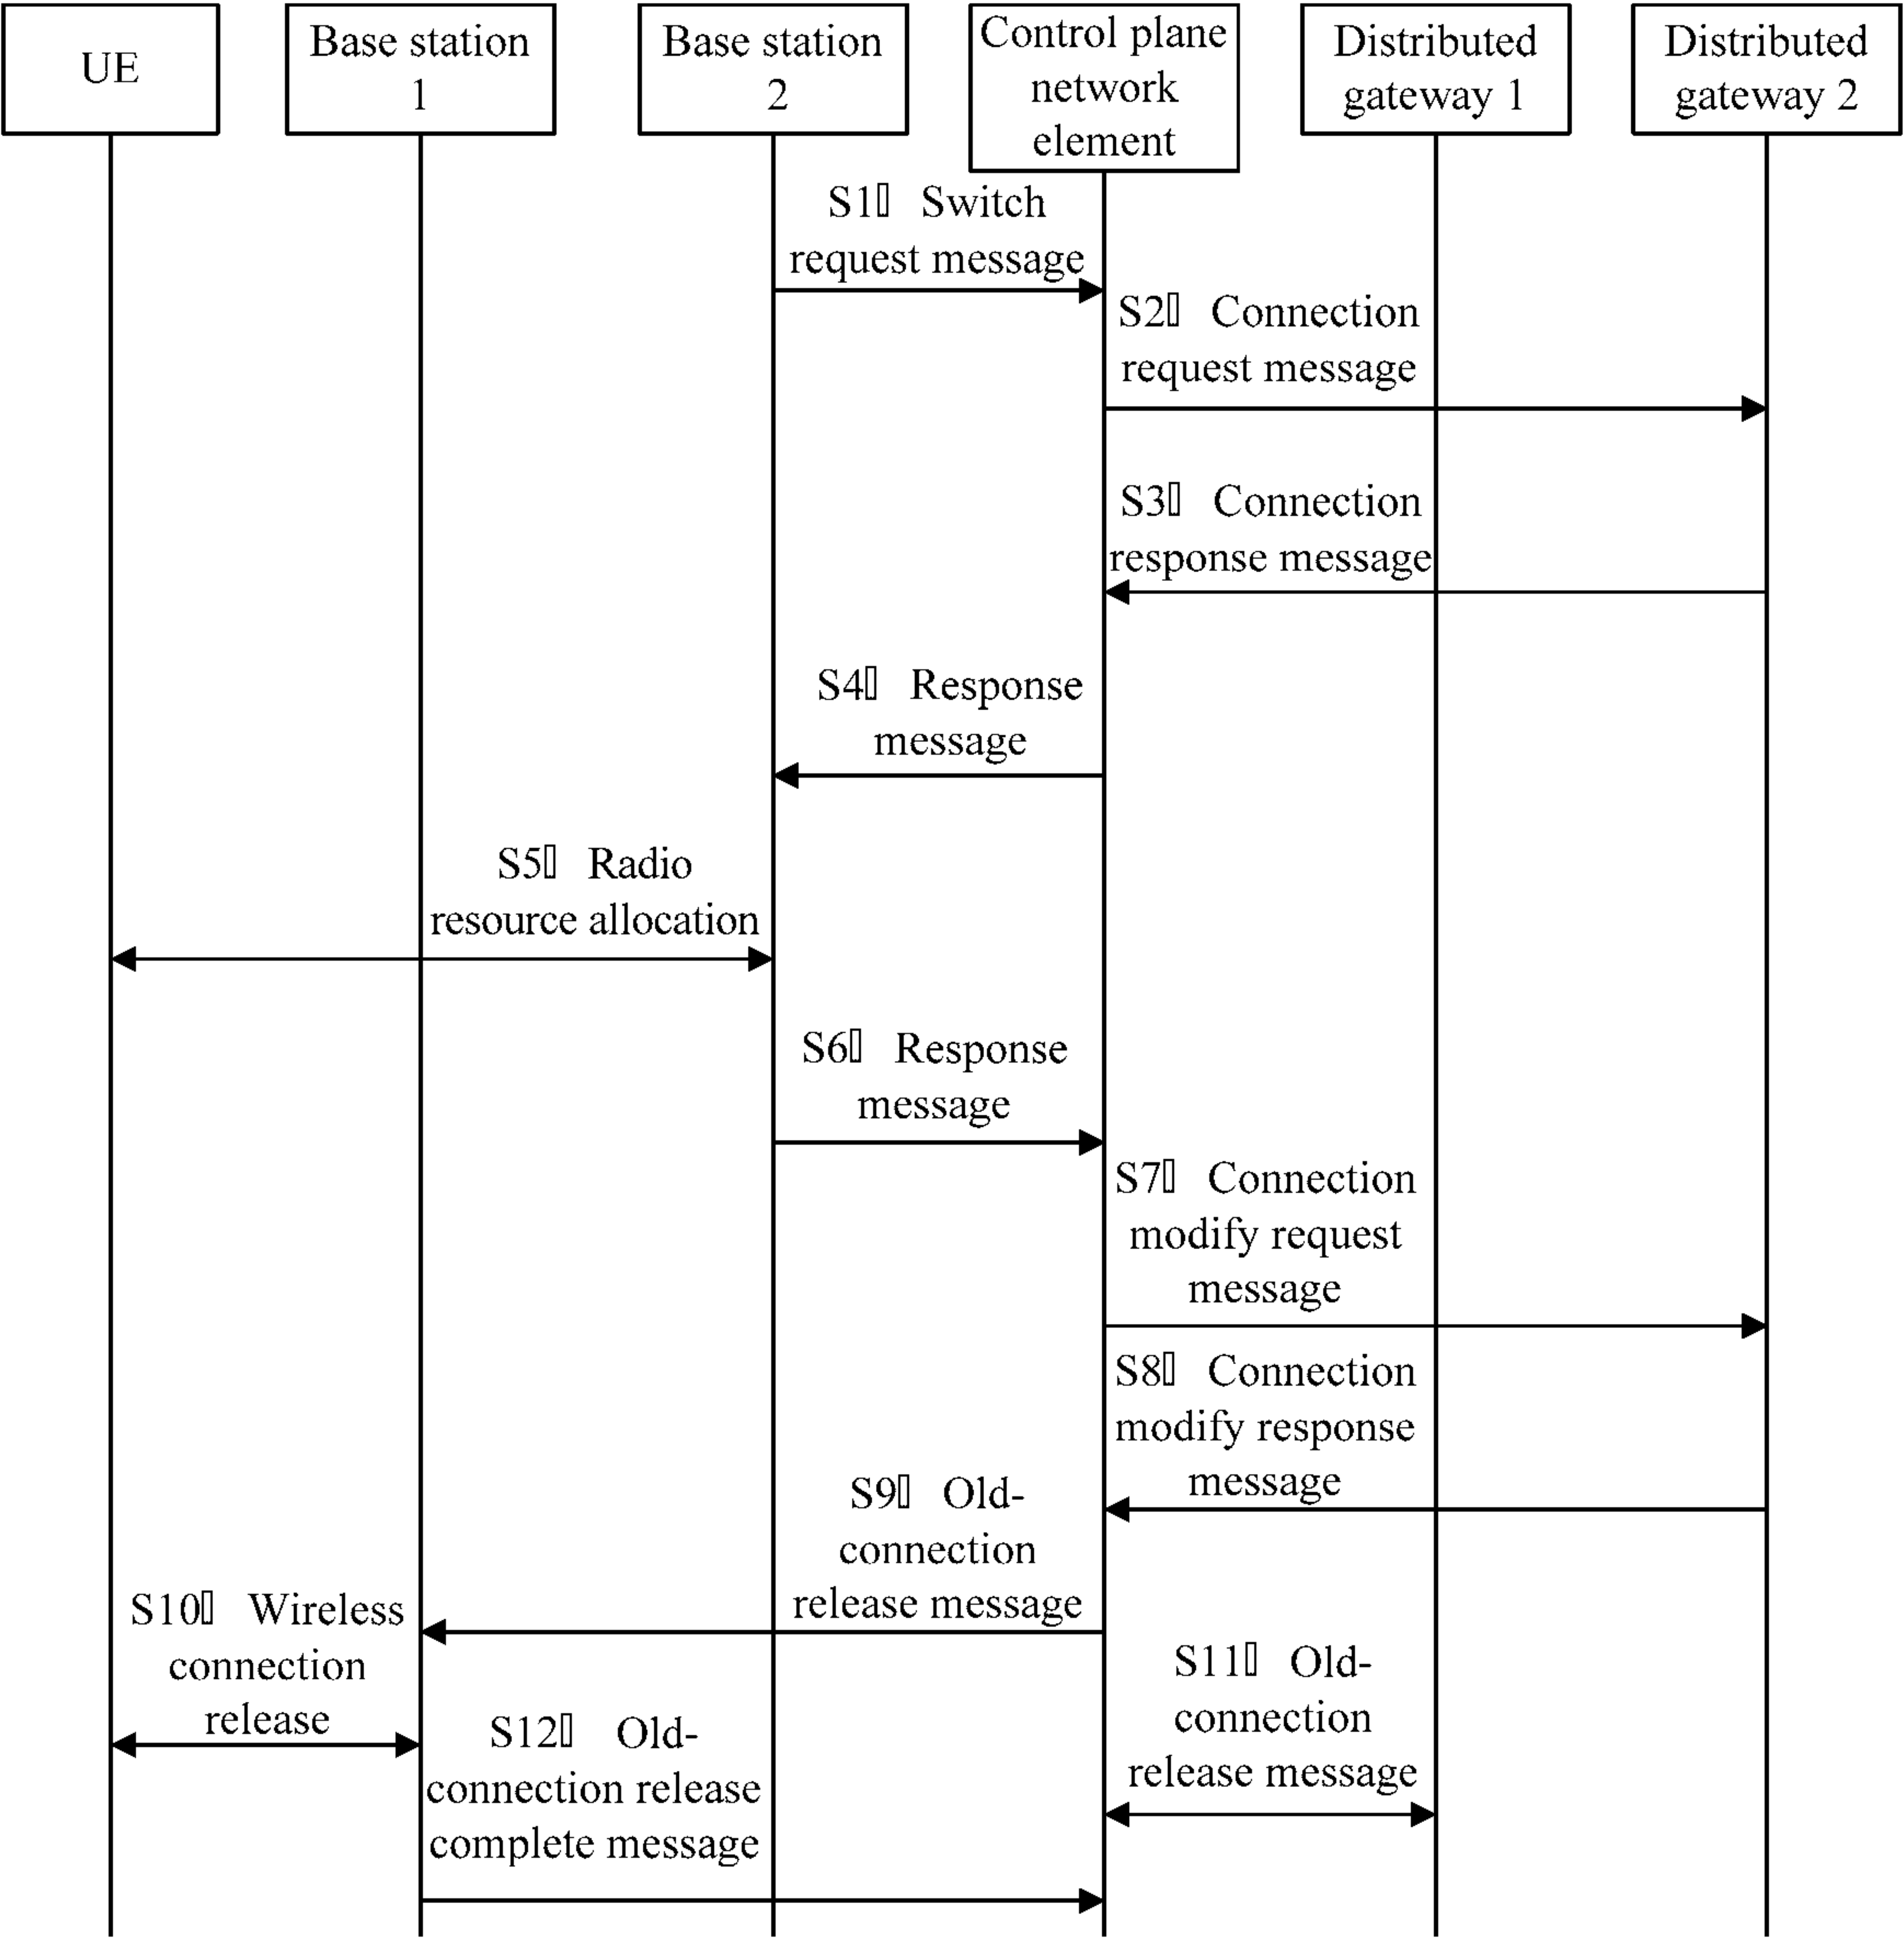 UE
Base station
1
Base station
2
Control plane
network
element
Distributed
gateway 1
Distributed
gateway 2
S1▯ Switch
request message
S2▯ Connection
request message
S3▯ Connection
response message
S4▯ Response
message
S5▯ Radio
resource allocation
S6▯ Response
message
S7▯ Connection
modify request
message
S8▯ Connection
modify response
message
S9▯ Old-
connection
release message
S10▯ Wireless
connection
release
S11▯ Old-
connection
release message
S12▯ Old-
connection release
complete message